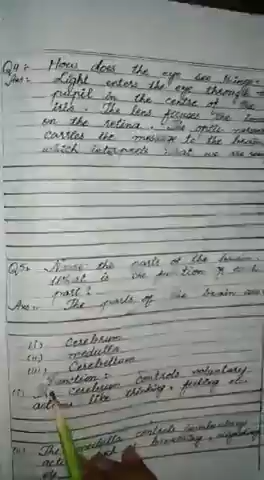 Q4:- How does the eye see things
Ans:- Light enters the eye through
pupil in the centre of the
iris. The lens focuses the
on the retina. The optic nerve
carries the message to the brain
which interprets what we see
Q5:- Name the parts of the brain.
What is the function of
part?
Ans:- The parts of the brain are
(i) Cerebrum
(ii) medulla
(iii) Cerebellum
Function:-
(i) cerebrum controls voluntary
actions like thinking, feeling etc.
(ii) The medulla controls involuntary
breathing,